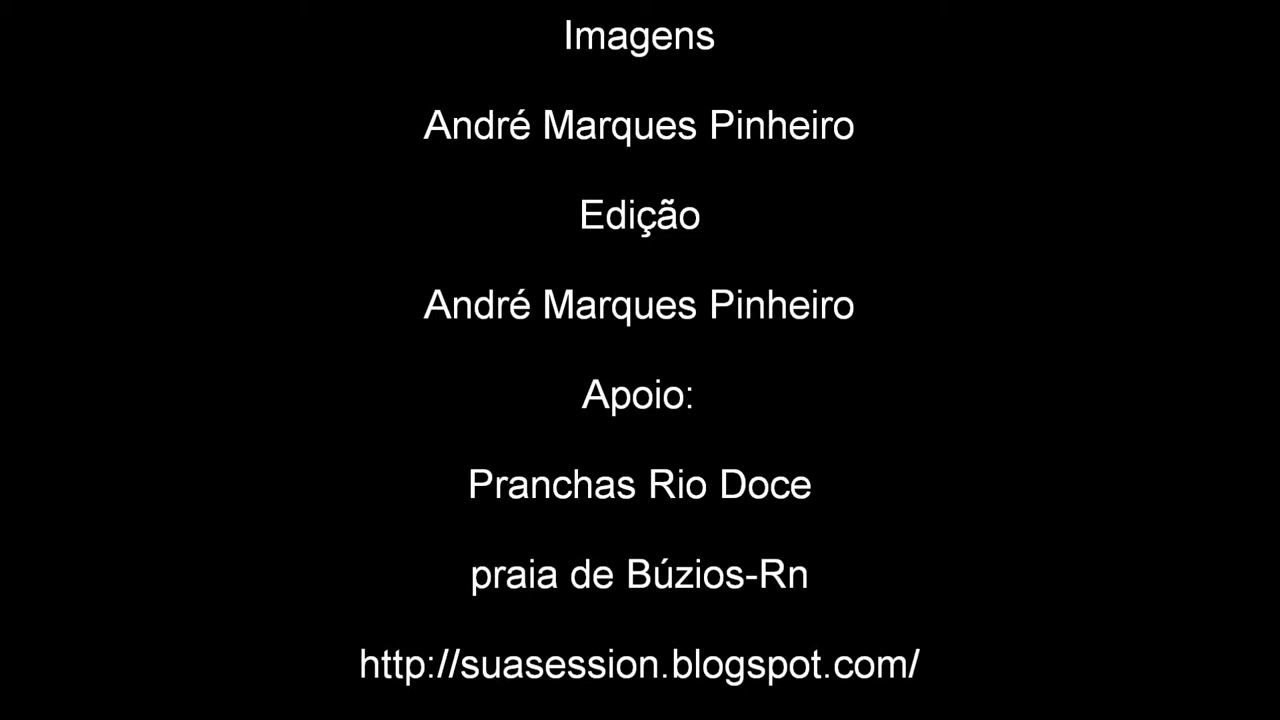 Imagens
André Marques Pinheiro
Edição
André Marques Pinheiro
Apoio:
Pranchas Rio Doce
praia de Búzios-Rn
http://suasession.blogspot.com/